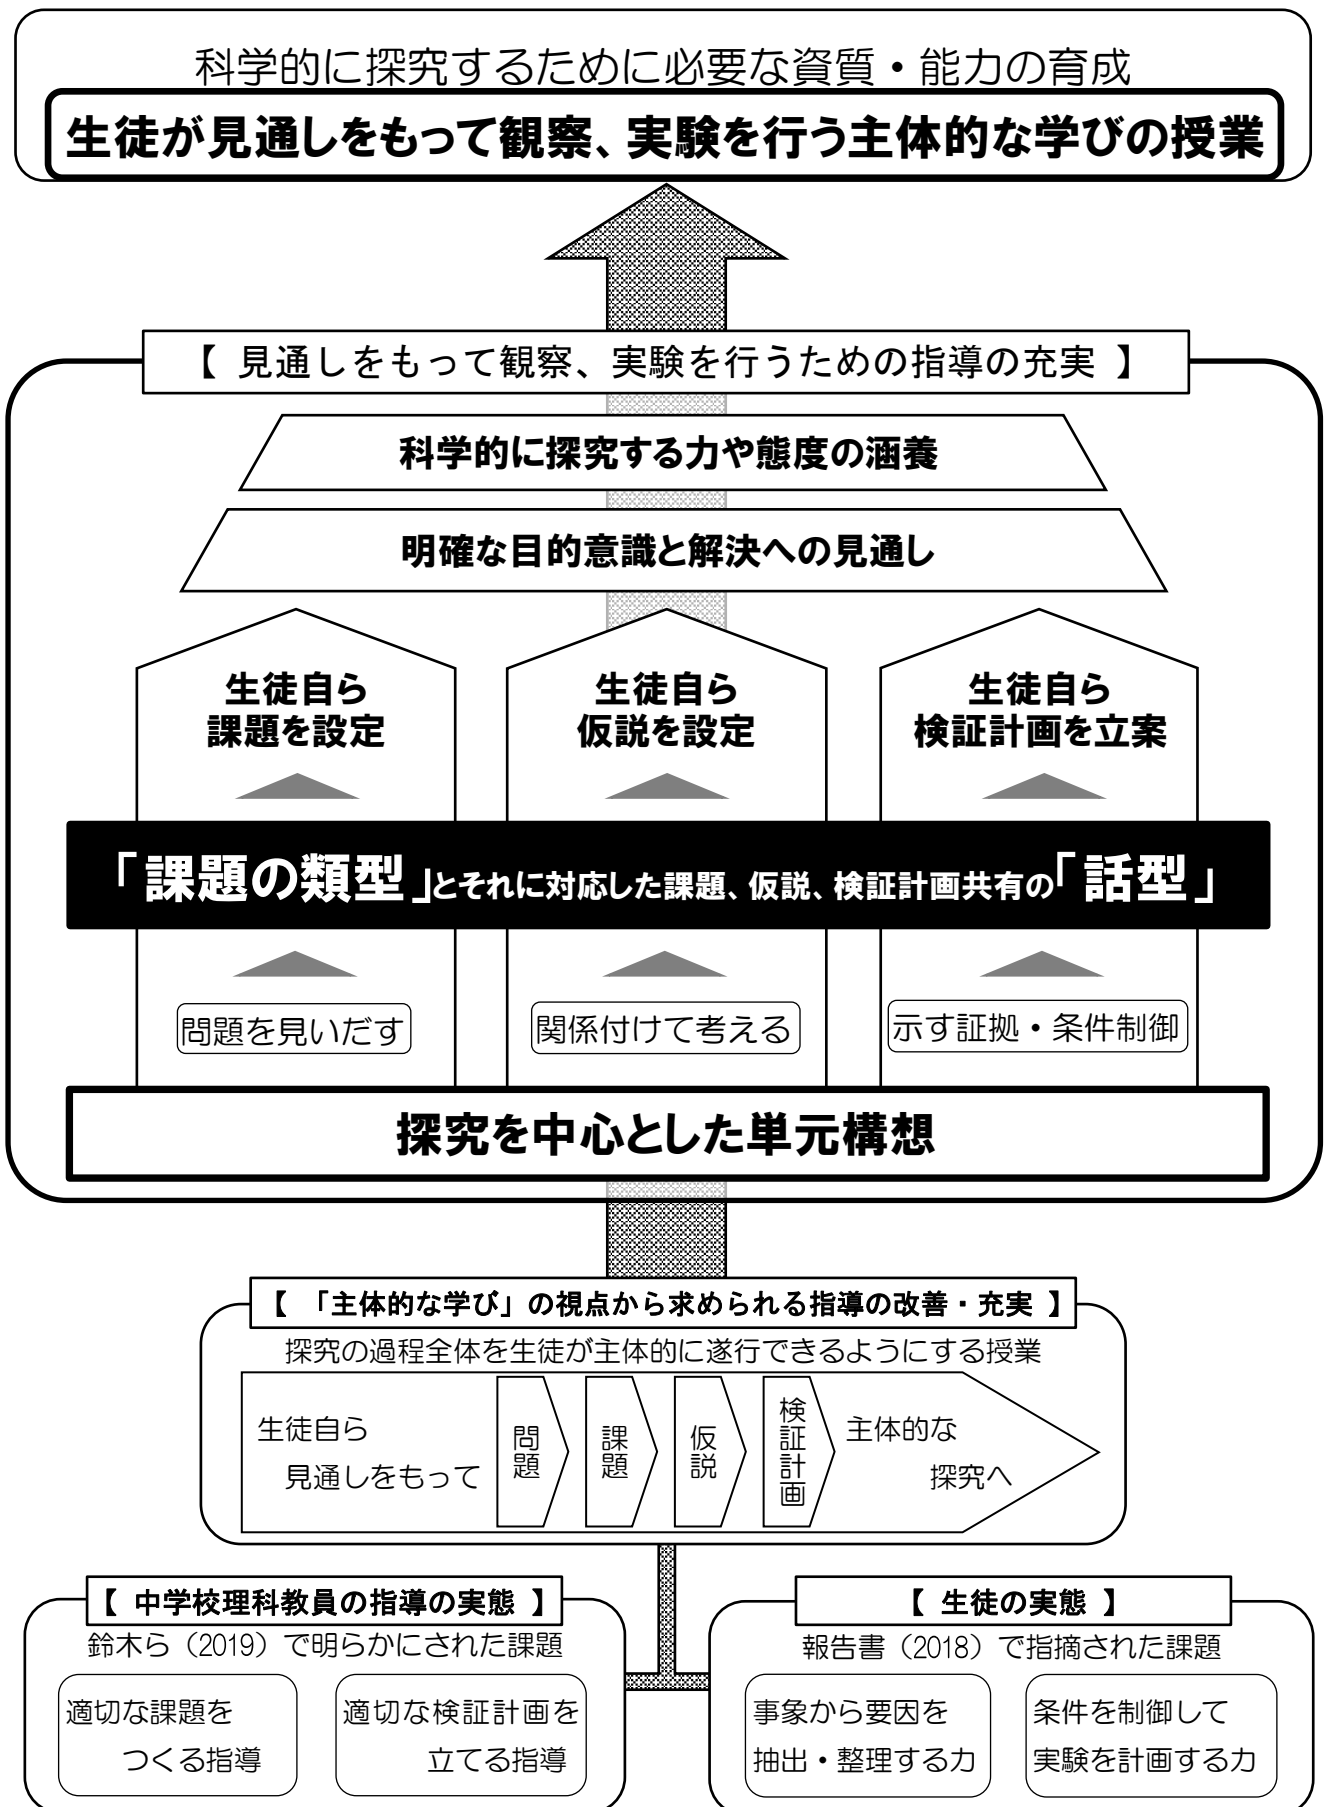 科学的に探究するために必要な資質・能力の育成
生徒が見通しをもって観察、実験を行う主体的な学びの授業
【 見通しをもって観察、実験を行うための指導の充実 】
科学的に探究する力や態度の涵養
明確な目的意識と解決への見通し
生徒自ら
課題を設定
生徒自ら
仮説を設定
生徒自ら
検証計画を立案
「課題の類型」とそれに対応した課題、仮説、検証計画共有の「話型」
問題を見いだす
関係付けて考える
示す証拠・条件制御
探究を中心とした単元構想
【 「主体的な学び」の視点から求められる指導の改善・充実 】
探究の過程全体を生徒が主体的に遂行できるようにする授業
生徒自ら
見通しをもって
問題
課題
仮説
検証計画
主体的な
探究へ
【 中学校理科教員の指導の実態 】
鈴木ら（2019）で明らかにされた課題
適切な課題を
つくる指導
適切な検証計画を
立てる指導
【 生徒の実態 】
報告書（2018）で指摘された課題
事象から要因を
抽出・整理する力
条件を制御して
実験を計画する力